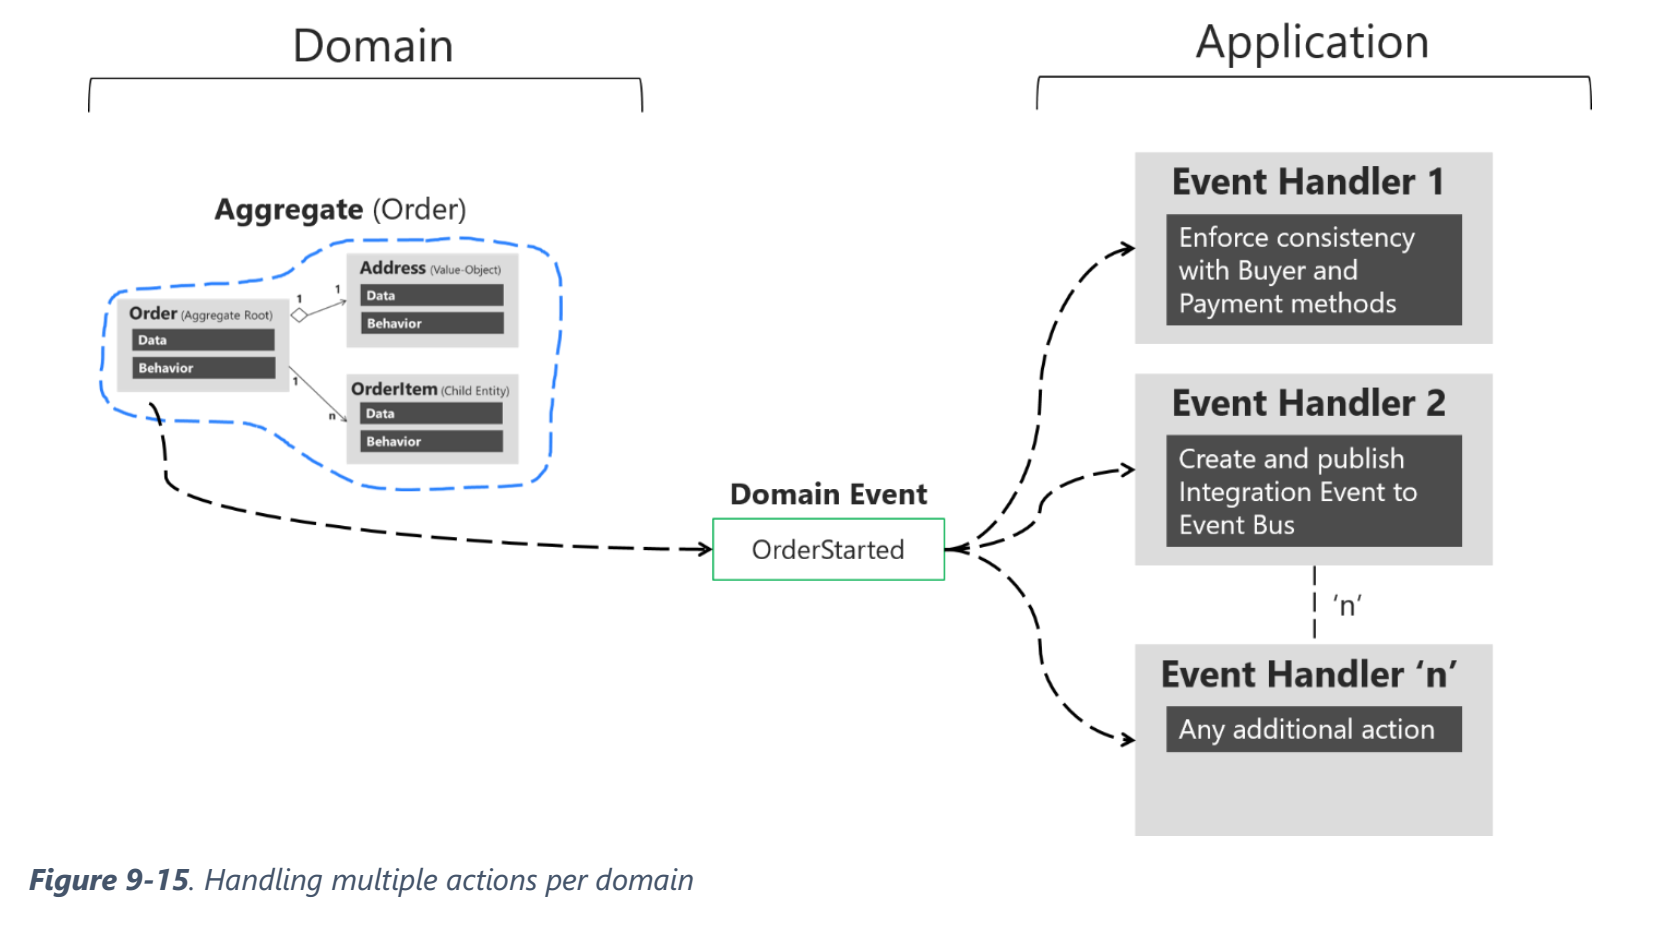 Domain
Application
Aggregate (Order)
Order (Aggregate Root)
Data
Behavior
1
1
Address (Value-Object)
Data
Behavior
1
n
OrderItem (Child Entity)
Data
Behavior
Domain Event
OrderStarted
Event Handler 1
Enforce consistency
with Buyer and
Payment methods
Event Handler 2
Create and publish
Integration Event to
Event Bus
‘n’
Event Handler ‘n’
Any additional action
Figure 9-15. Handling multiple actions per domain